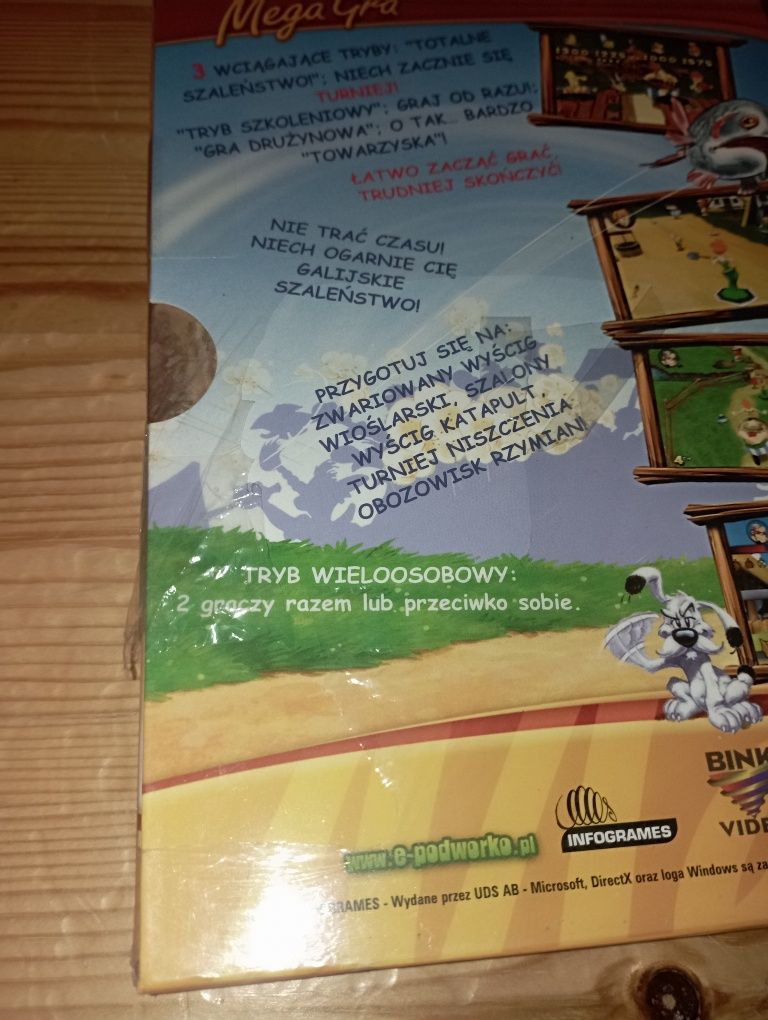 Mega Gra
3 WCIĄGAJĄCE TRYBY: "TOTALNE
SZALEŃSTWO!"; NIECH ZACZNIE SIĘ
TURNIEJ!
"TRYB SZKOLENIOWY"; GRAJ OD RAZU!;
"GRA DRUŻYNOWA"; O TAK... BARDZO
"TOWARZYSKA"!
ŁATWO ZACZĄĆ GRAĆ,
TRUDNIEJ SKOŃCZYĆ!
NIE TRAĆ CZASU!
NIECH OGARNIE CIĘ
GALIJSKIE
SZALEŃSTWO!
PRZYGOTUJ SIĘ NA:
ZWARIOWANY WYŚCIG
WIOŚLARSKI, SZALONY
WYŚCIG KATAPULT,
TURNIEJ NISZCZENIA
OBOZOWISK RZYMIAN!
TRYB WIELOOSOBOWY:
2 graczy razem lub przeciwko sobie.
BINK
VIDE
INFOGRAMES
www.e-podworko.pl
GRAMES - Wydane przez UDS AB - Microsoft, DirectX oraz loga Windows są za